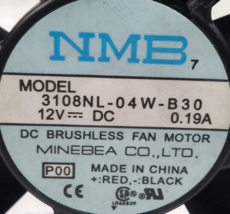 NMB 7
MODEL
3108NL-04W-B30
12V⎓ DC 0.19A
DC BRUSHLESS FAN MOTOR
MINEBEA CO.,LTD.
P00 MADE IN CHINA
+:RED,-:BLACK